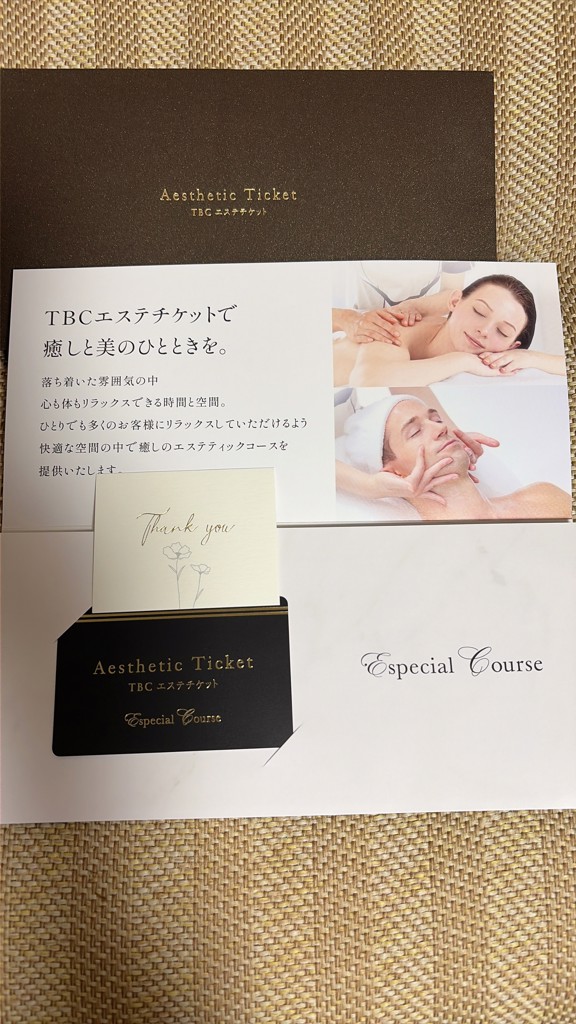 Aesthetic Ticket
TBC エステチケット
TBCエステチケットで
癒しと美のひとときを。
落ち着いた雰囲気の中
心も体もリラックスできる時間と空間。
ひとりでも多くのお客様にリラックスしていただけるよう
快適な空間の中で癒しのエステティックコースを
提供いたします。
Thank you
Aesthetic Ticket
TBC エステチケット
Especial Course
Especial Course